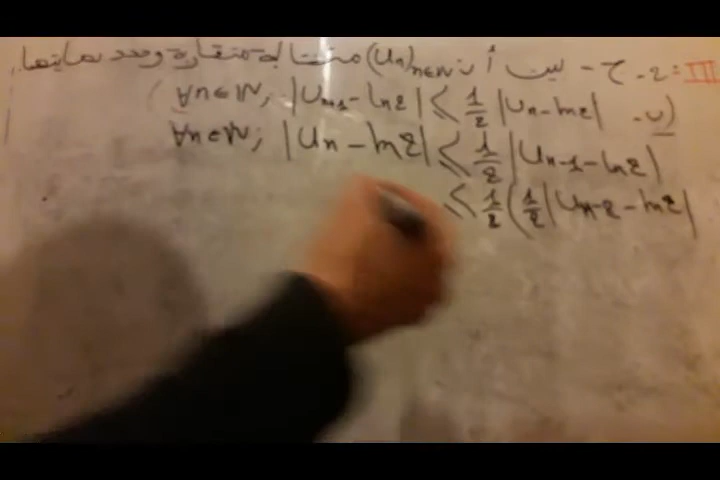 III: 2. ج - بين أن (Un)n∈ℕ متتالية متقاربة وحدد نهايتها.
ب. ∀n∈ℕ; |Un+1 - ln2| ≤ 1/2 |Un - ln2|
∀n∈ℕ; |Un - ln2| ≤ 1/2 |Un-1 - ln2|
≤ 1/2 (1/2 |Un-2 - ln2|